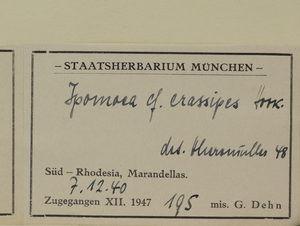 – STAATSHERBARIUM MÜNCHEN –
Ipomoea cf. crassipes Hook.
det. Merxmüller 48
Süd – Rhodesia, Marandellas.
7.12.40
Zugegangen XII. 1947 195 mis. G. Dehn